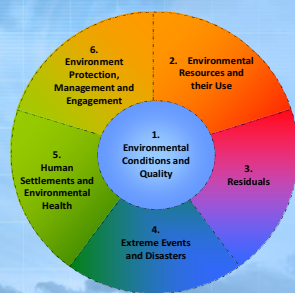 1.
Environmental
Conditions and
Quality
2. Environmental
Resources and
their Use
3.
Residuals
4.
Extreme Events
and Disasters
5.
Human
Settlements and
Environmental
Health
6.
Environment
Protection,
Management and
Engagement